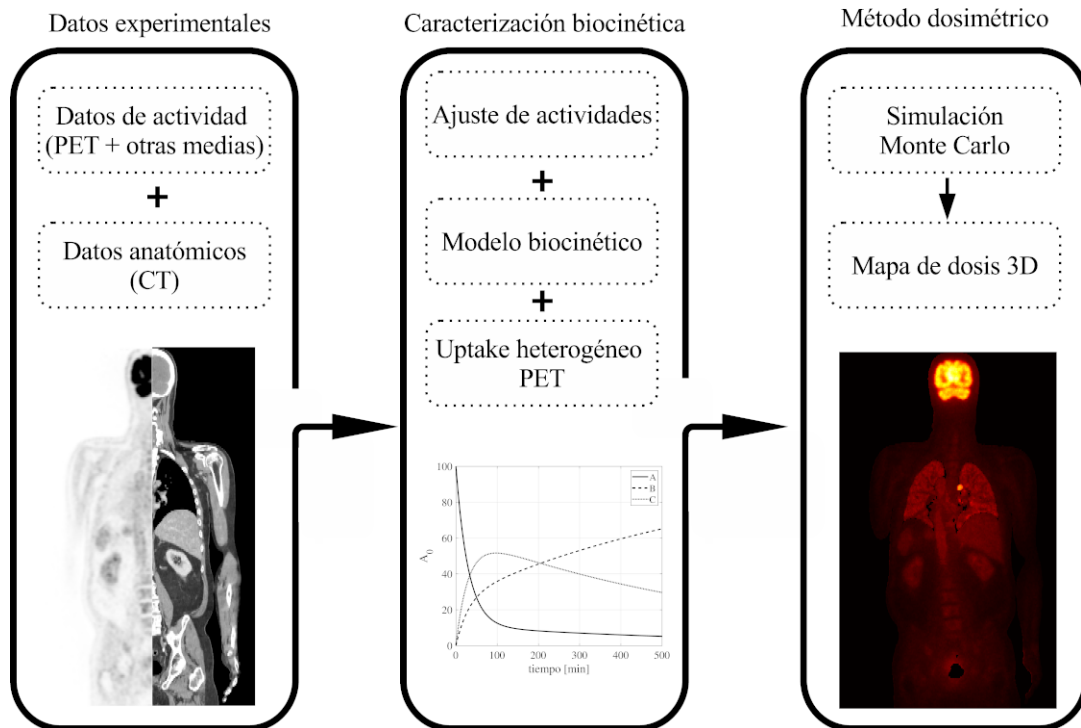 Datos experimentales
Datos de actividad
(PET + otras medias)
+
Datos anatómicos
(CT)
Caracterización biocinética
Ajuste de actividades
+
Modelo biocinético
+
Uptake heterogéneo
PET
100
80
60
40
20
0
A₀
A
B
C
0 100 200 300 400 500
tiempo [min]
Método dosimétrico
Simulación
Monte Carlo
Mapa de dosis 3D